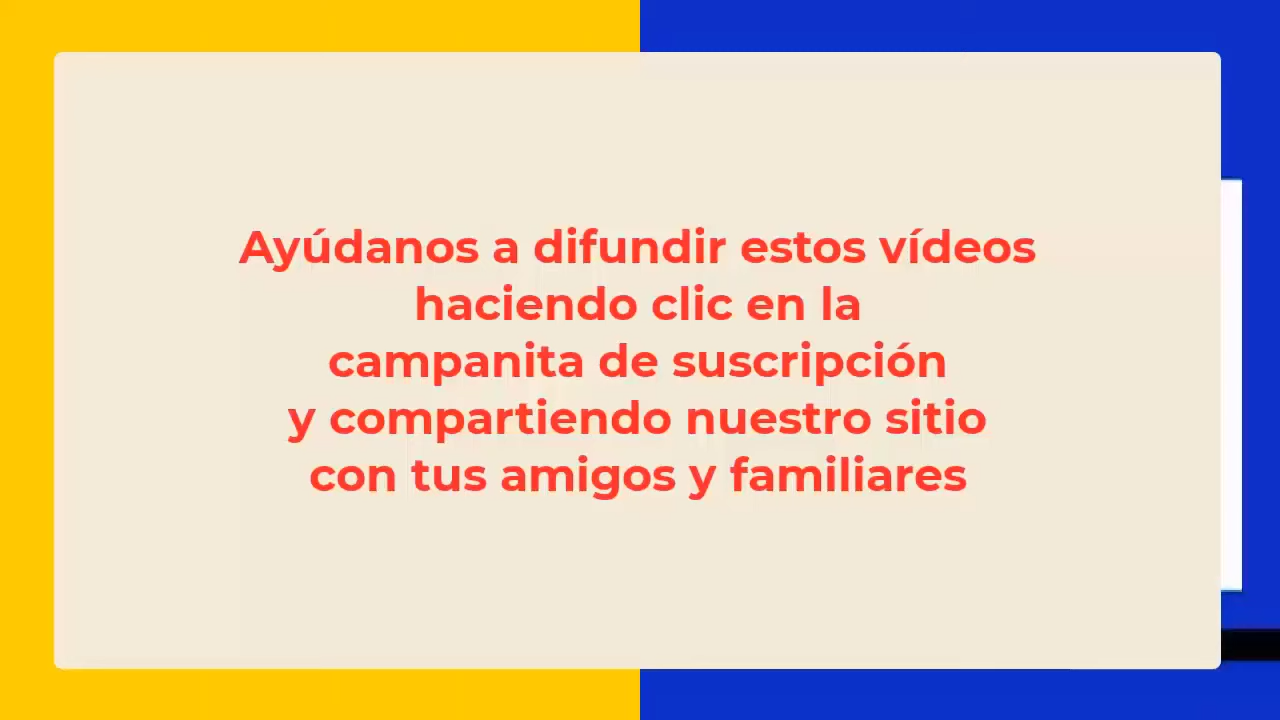 Ayúdanos a difundir estos vídeos
haciendo clic en la
campanita de suscripción
y compartiendo nuestro sitio
con tus amigos y familiares